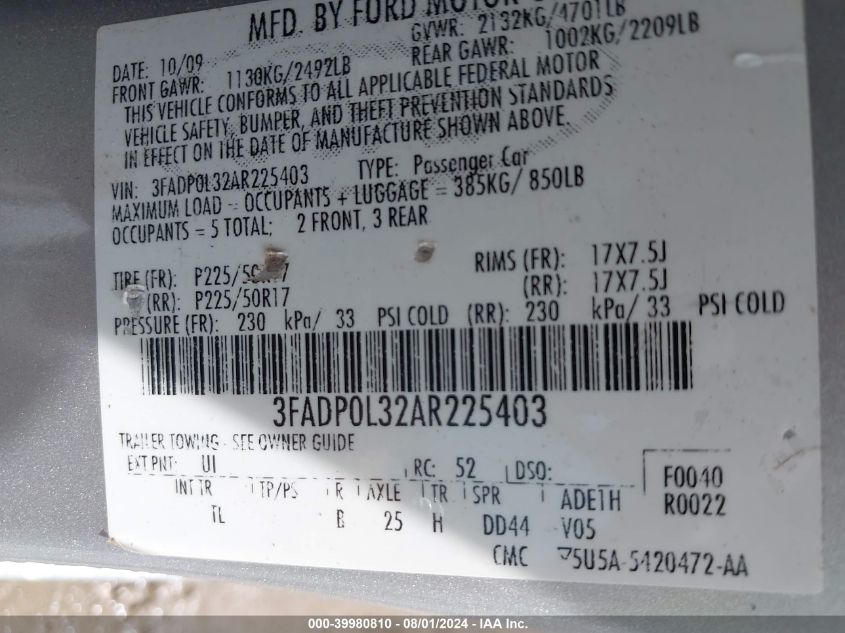 MFD. BY FORD MOTOR
DATE: 10/09 GVWR: 2132KG/4701LB
FRONT GAWR: 1130KG/2492LB REAR GAWR: 1002KG/2209LB
THIS VEHICLE CONFORMS TO ALL APPLICABLE FEDERAL MOTOR
VEHICLE SAFETY, BUMPER, AND THEFT PREVENTION STANDARDS
IN EFFECT ON THE DATE OF MANUFACTURE SHOWN ABOVE.
VIN: 3FADP0L32AR225403 TYPE: Passenger Car
MAXIMUM LOAD = OCCUPANTS + LUGGAGE = 385KG/ 850LB
OCCUPANTS = 5 TOTAL; 2 FRONT, 3 REAR
TIRE (FR): P225/50R17 RIMS (FR): 17X7.5J
(RR): P225/50R17 (RR): 17X7.5J
PRESSURE (FR): 230 kPa/ 33 PSI COLD (RR): 230 kPa/ 33 PSI COLD
3FADP0L32AR225403
TRAILER TOWING - SEE OWNER GUIDE
EXT PNT: UI RC: 52 DSO: F0040
INT TR TP/PS R AXLE TR SPR ADE1H R0022
TL B 25 H DD44 V05
CMC 5U5A-5420472-AA
000-39980810 - 08/01/2024 - IAA Inc.